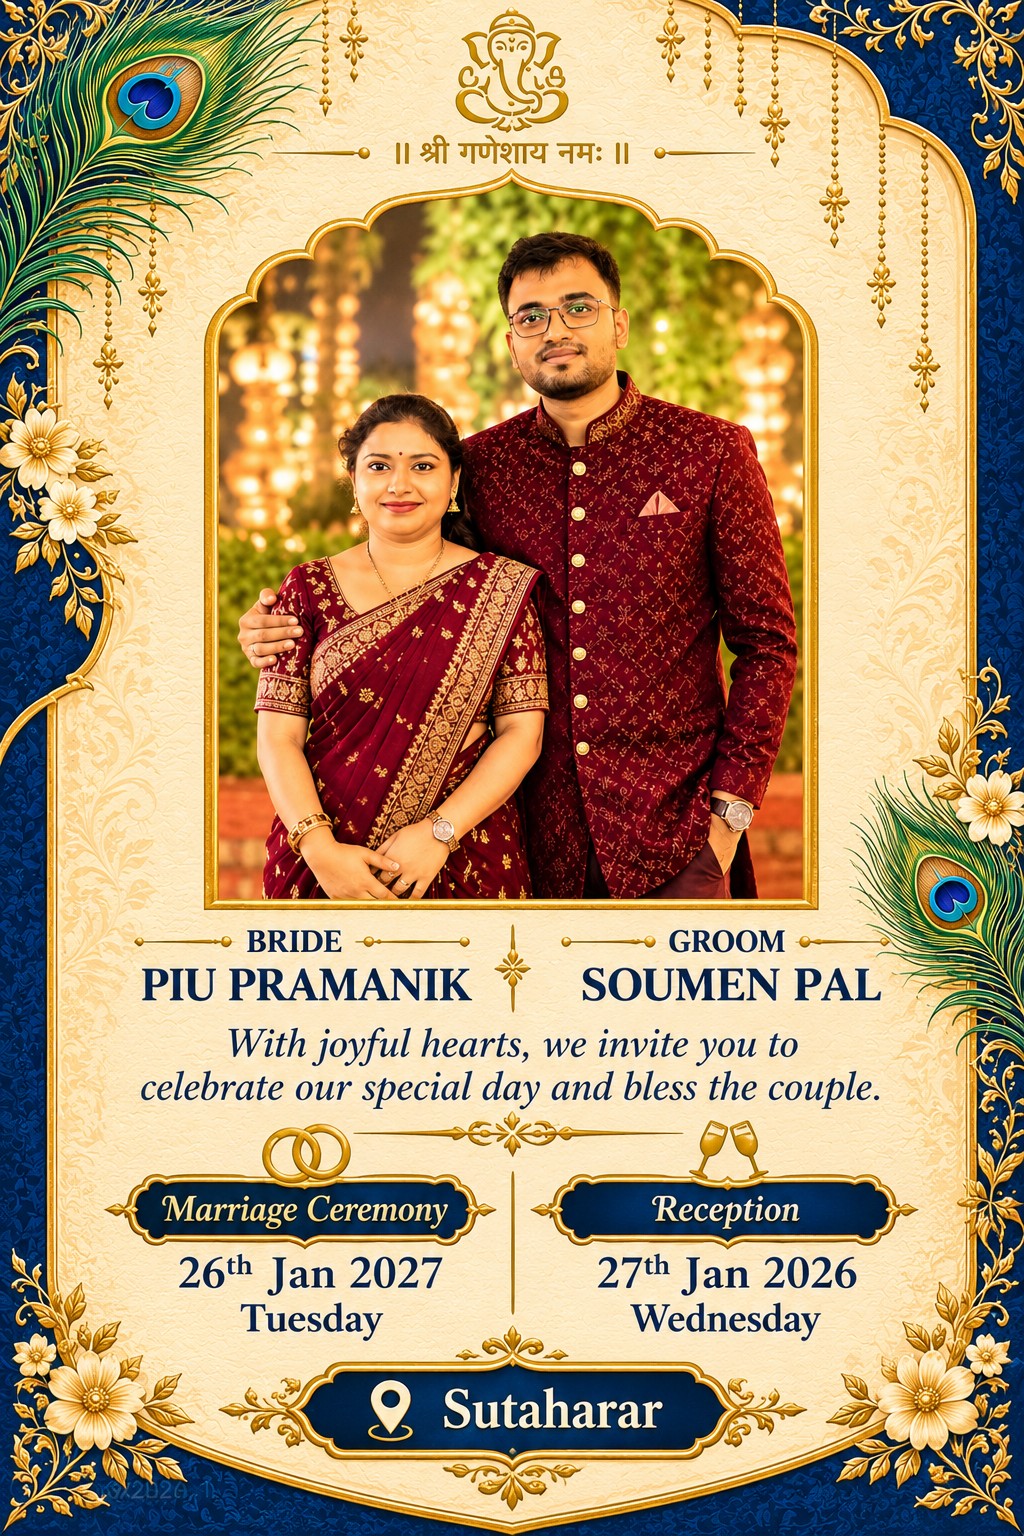 ॥ श्री गणेशाय नमः ॥
BRIDE
PIU PRAMANIK
GROOM
SOUMEN PAL
With joyful hearts, we invite you to
celebrate our special day and bless the couple.
Marriage Ceremony
26th Jan 2027
Tuesday
Reception
27th Jan 2026
Wednesday
Sutaharar